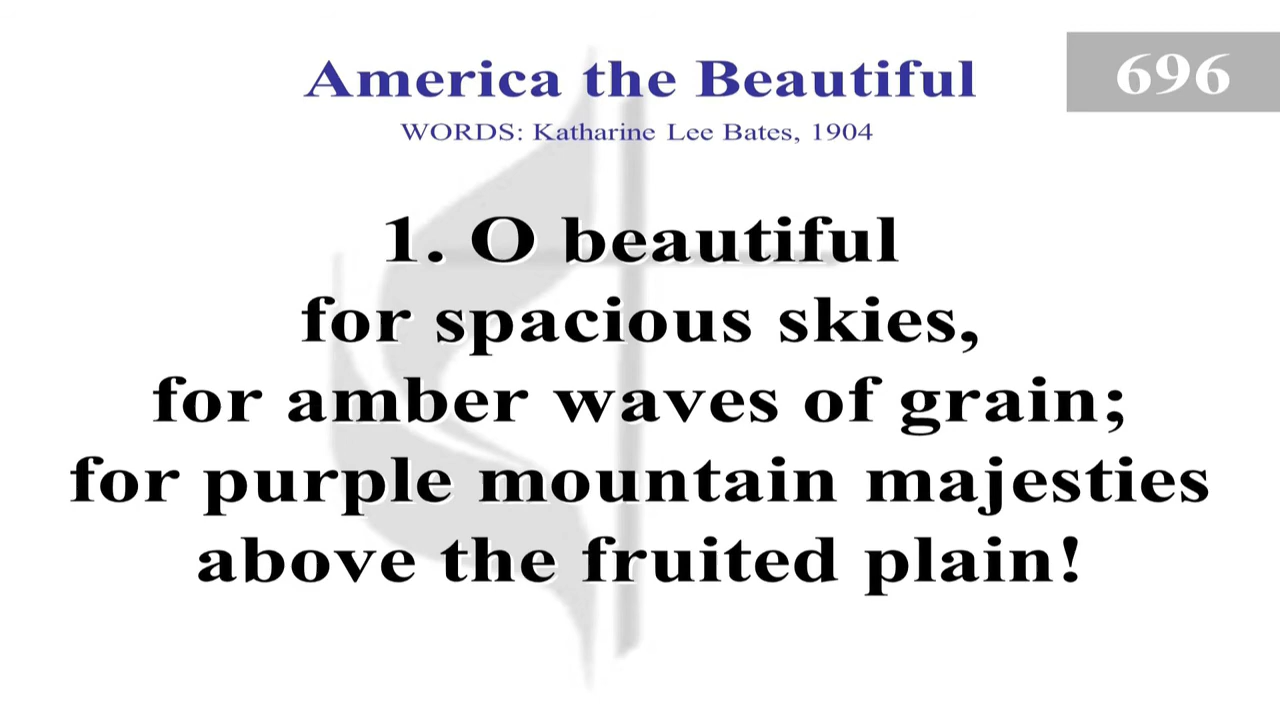 America the Beautiful
696
WORDS: Katharine Lee Bates, 1904
1. O beautiful
for spacious skies,
for amber waves of grain;
for purple mountain majesties
above the fruited plain!